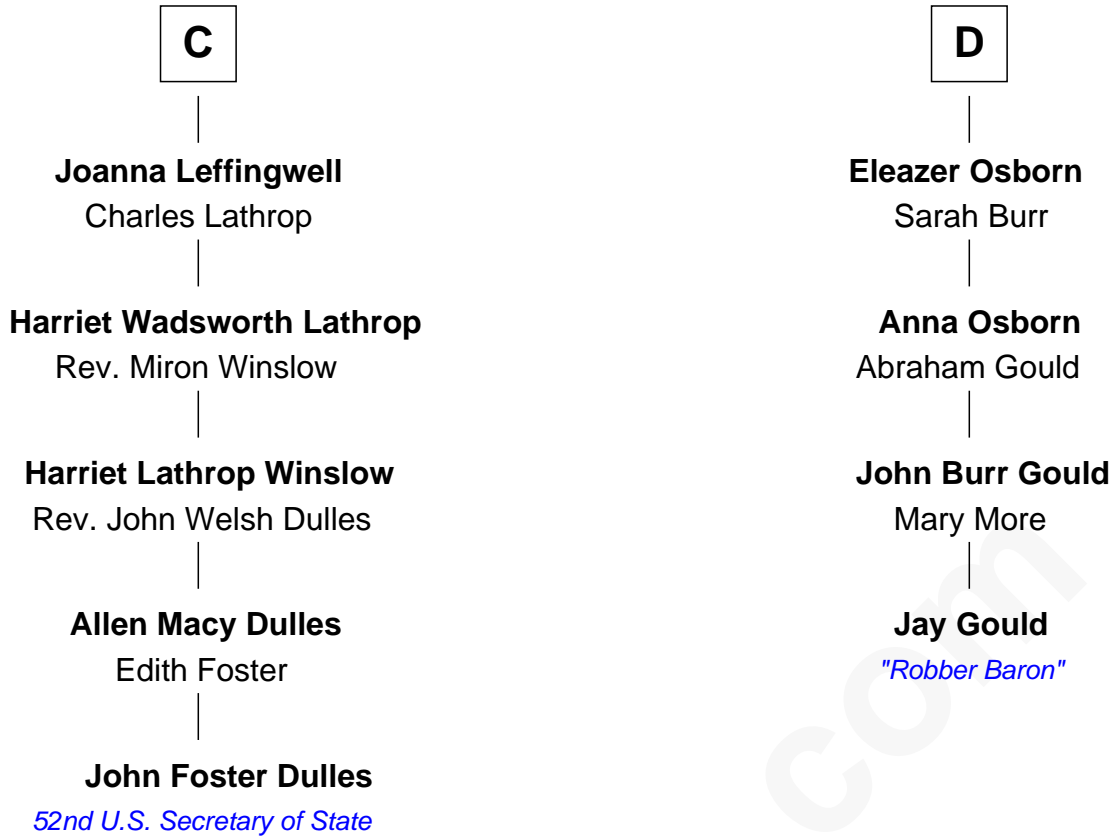 C
Joanna Leffingwell
Charles Lathrop
Harriet Wadsworth Lathrop
Rev. Miron Winslow
Harriet Lathrop Winslow
Rev. John Welsh Dulles
Allen Macy Dulles
Edith Foster
John Foster Dulles
52nd U.S. Secretary of State
D
Eleazer Osborn
Sarah Burr
Anna Osborn
Abraham Gould
John Burr Gould
Mary More
Jay Gould
"Robber Baron"
com